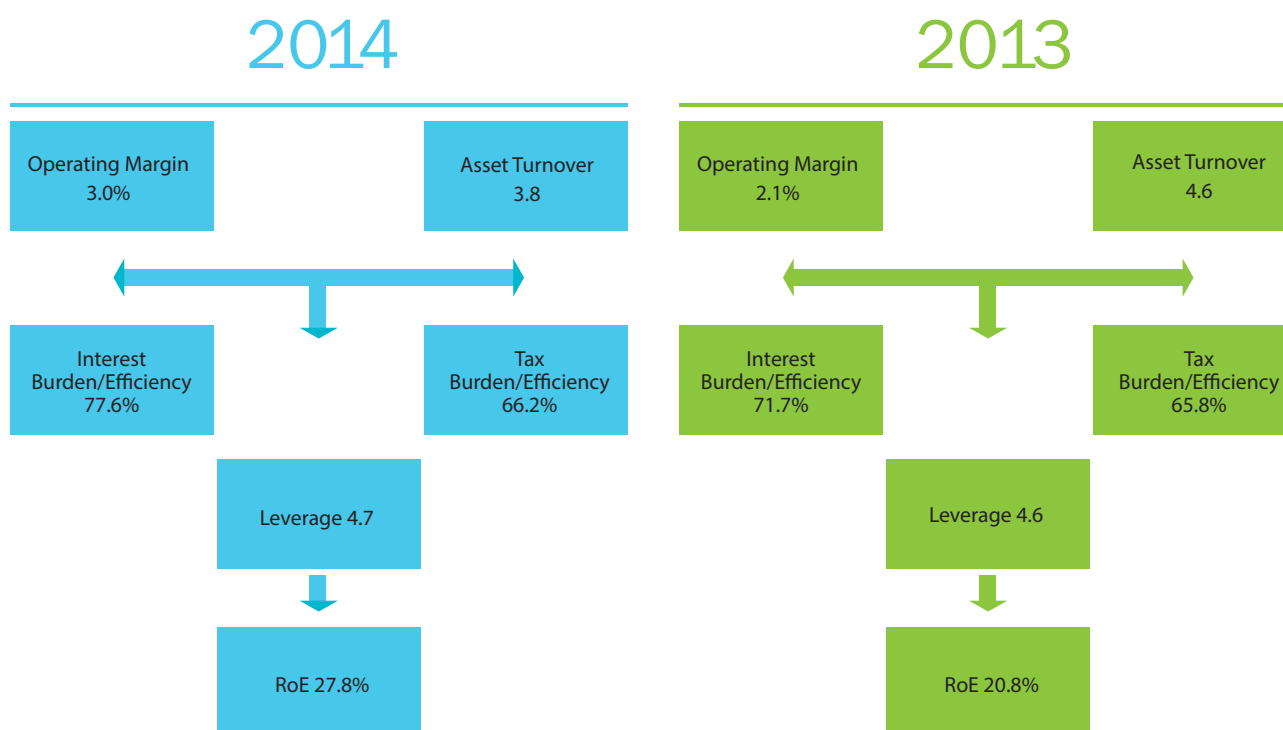 2014
Operating Margin
3.0%
Asset Turnover
3.8
Interest
Burden/Efficiency
77.6%
Tax
Burden/Efficiency
66.2%
Leverage 4.7
RoE 27.8%
2013
Operating Margin
2.1%
Asset Turnover
4.6
Interest
Burden/Efficiency
71.7%
Tax
Burden/Efficiency
65.8%
Leverage 4.6
RoE 20.8%